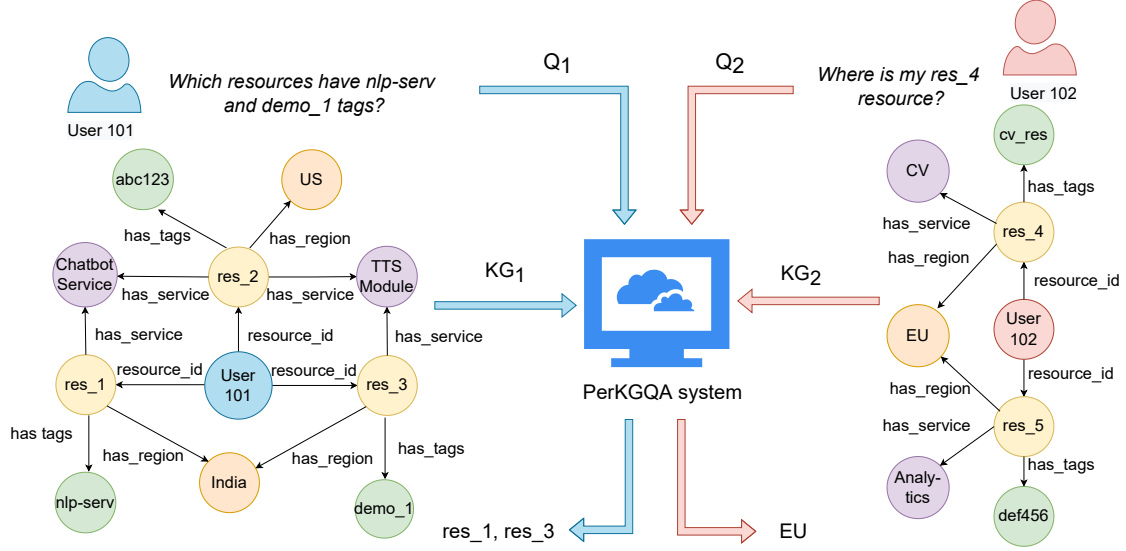 Q1
Q2
Which resources have nlp-serv
and demo_1 tags?
Where is my res_4
resource?
User 101
User 102
abc123
US
has_tags
has_region
Chatbot
Service
res_2
TTS
Module
has_service
has_service
has_service
resource_id
has_service
res_1
resource_id
User
101
resource_id
res_3
has tags
has_region
has_region
has_tags
nlp-serv
India
demo_1
KG1
KG2
PerKGQA system
res_1, res_3
EU
cv_res
CV
has_tags
has_service
res_4
has_region
resource_id
EU
User
102
resource_id
has_region
has_service
res_5
has_tags
Analy-
tics
def456